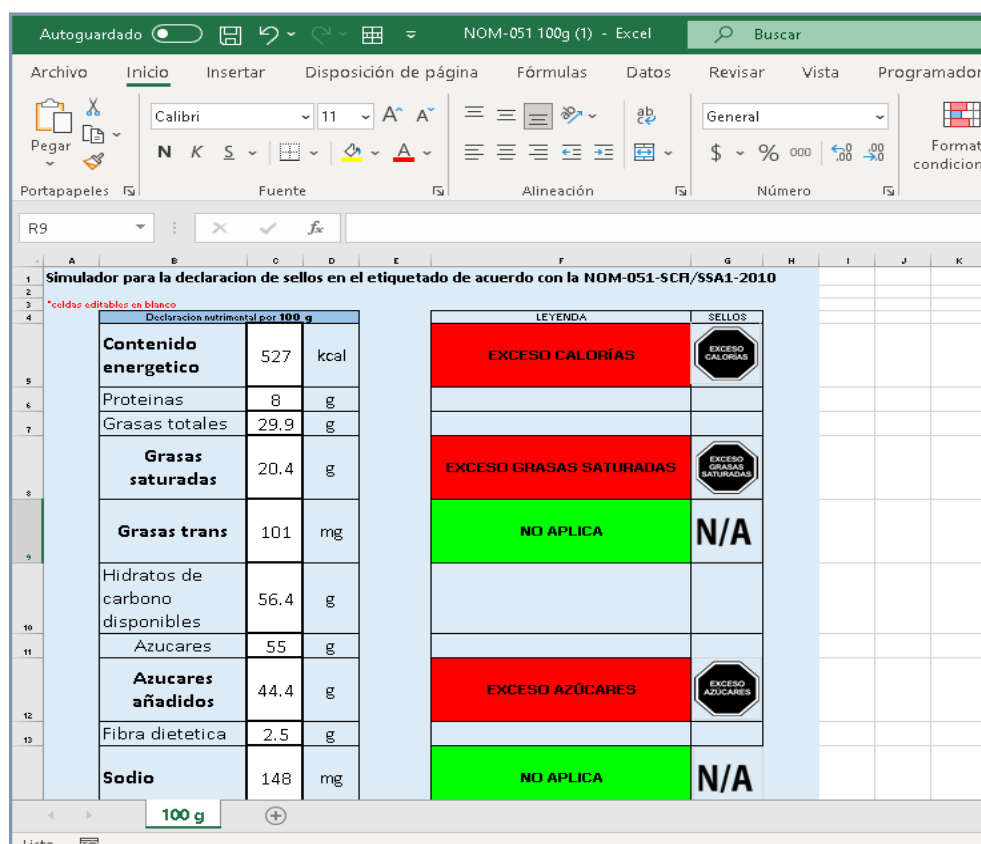 Autoguardado NOM-051 100g (1) - Excel Buscar
Archivo Inicio Insertar Disposición de página Fórmulas Datos Revisar Vista Programador
Calibri 11 A^ A˅ ab General
Pegar N K S A $ % 000 Format
condicion
Portapapeles Fuente Alineación Número
R9 fx
A B C D E F G H I J K
1 Simulador para la declaracion de sellos en el etiquetado de acuerdo con la NOM-051-SCFI/SSA1-2010
2
3 *celdas editables en blanco
4 Declaracion nutrimental por 100 g LEYENDA SELLOS
5 Contenido energetico 527 kcal EXCESO CALORÍAS EXCESO CALORÍAS
6 Proteinas 8 g
7 Grasas totales 29.9 g
8 Grasas saturadas 20.4 g EXCESO GRASAS SATURADAS EXCESO GRASAS SATURADAS
9 Grasas trans 101 mg NO APLICA N/A
10 Hidratos de carbono disponibles 56.4 g
11 Azucares 55 g
12 Azucares añadidos 44.4 g EXCESO AZÚCARES EXCESO AZÚCARES
13 Fibra dietetica 2.5 g
Sodio 148 mg NO APLICA N/A
100 g